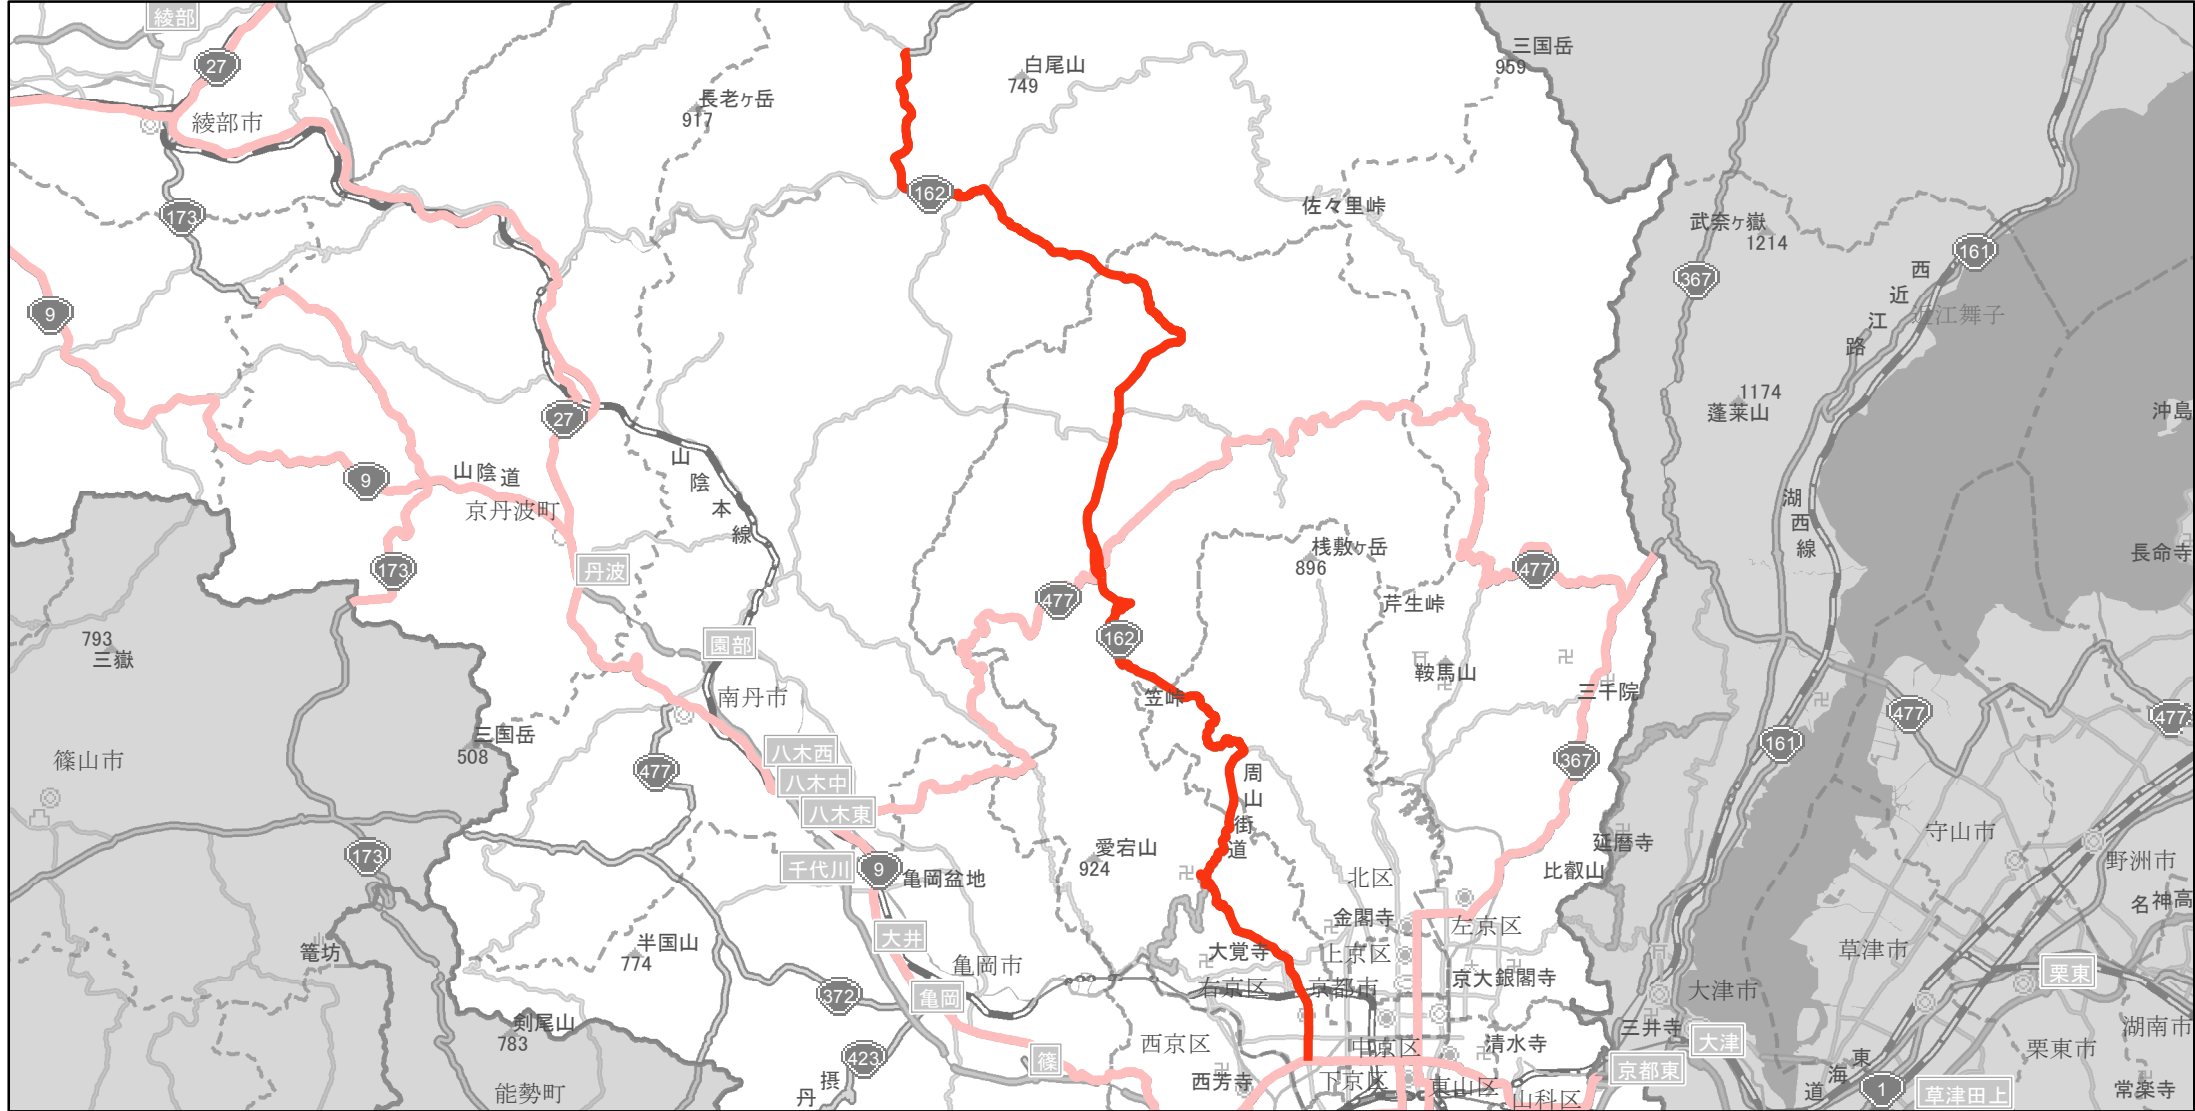 綾部
27
綾部市
長老ヶ岳
917
白尾山
749
三国岳
959
173
162
佐々里峠
武奈ヶ嶽
1214
367
161
西近江路
近江舞子
9
27
1174
蓬莱山
沖島
9
山陰道
京丹波町
山陰本線
湖西線
長命寺
173
丹波
477
桟敷ヶ岳
896
477
芹生峠
793
三嶽
園部
162
鞍馬山
三千院
南丹市
笠峠
477
477
161
三国岳
508
篠山市
477
八木西
八木中
八木東
周山街道
367
173
千代川
9
亀岡盆地
愛宕山
924
北区
延暦寺
比叡山
守山市
野洲市
名神高
篭坊
半国山
774
大井
亀岡市
大覚寺
金閣寺
上京区
左京区
草津市
372
亀岡
右京区
京都市
京大
銀閣寺
大津市
栗東
剣尾山
783
423
篠
西京区
中京区
清水寺
三井寺
大津
湖南市
栗東市
能勢町
摂丹
西芳寺
下京区
東山区
山科区
京都東
東海道
1
草津田上
常楽寺